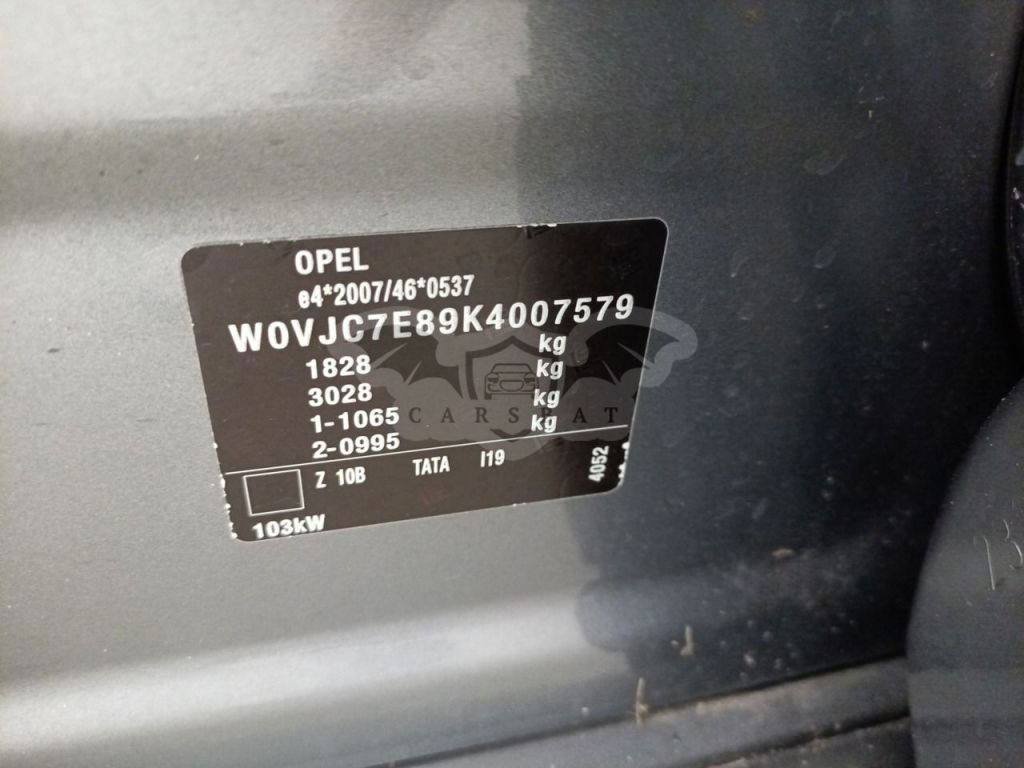 OPEL
e4*2007/46*0537
W0VJC7E89K4007579
1828 kg
3028 kg
1-1065 kg
2-0995 kg
Z 10B TATA I19
4052
103kW
CARSBAT